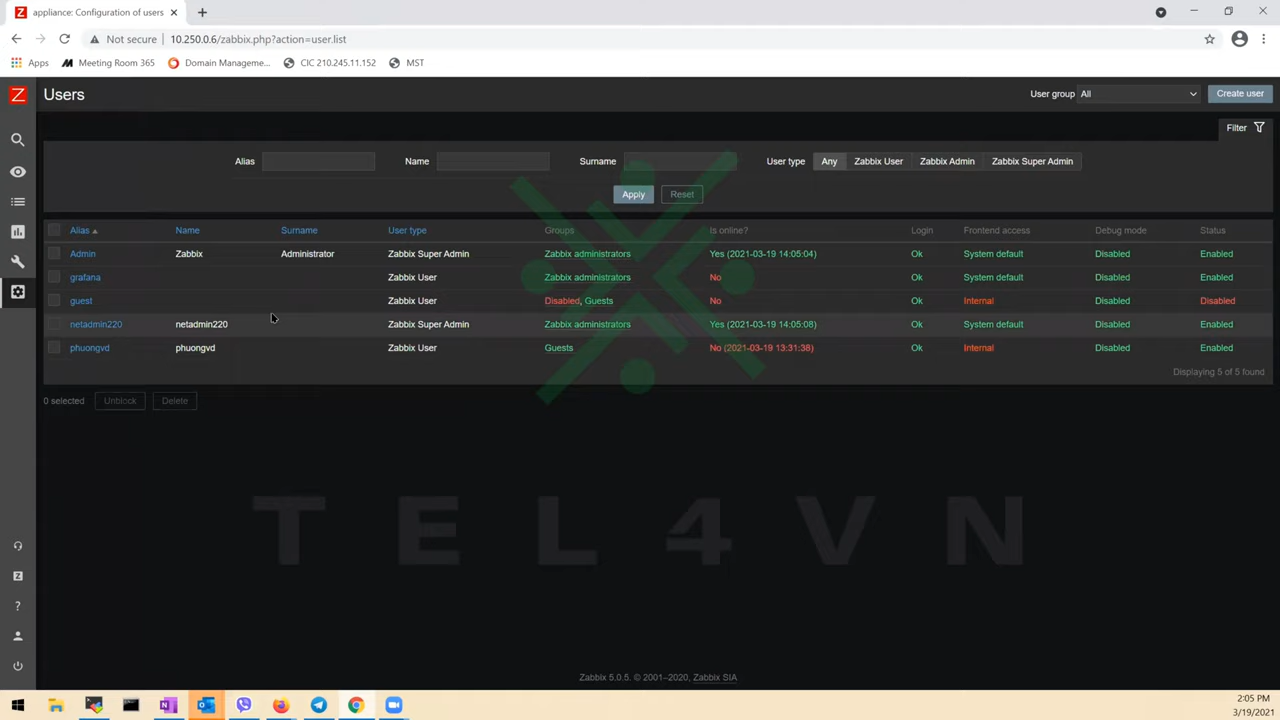 appliance: Configuration of users
Not secure 10.250.0.6/zabbix.php?action=user.list
Apps Meeting Room 365 Domain Manageme... CIC 210.245.11.152 MST
Z Users User group All Create user
Filter
Alias Name Surname User type Any Zabbix User Zabbix Admin Zabbix Super Admin
Apply Reset
Alias Name Surname User type Groups Is online? Login Frontend access Debug mode Status
Admin Zabbix Administrator Zabbix Super Admin Zabbix administrators Yes (2021-03-19 14:05:04) Ok System default Disabled Enabled
grafana Zabbix User Zabbix administrators No Ok System default Disabled Enabled
guest Zabbix User Disabled, Guests No Ok Internal Disabled Disabled
netadmin220 netadmin220 Zabbix Super Admin Zabbix administrators Yes (2021-03-19 14:05:08) Ok System default Disabled Enabled
phuongvd phuongvd Zabbix User Guests No (2021-03-19 13:31:38) Ok Internal Disabled Enabled
Displaying 5 of 5 found
0 selected Unblock Delete
TEL4VN
Zabbix 5.0.5. © 2001–2020, Zabbix SIA
2:05 PM
3/19/2021